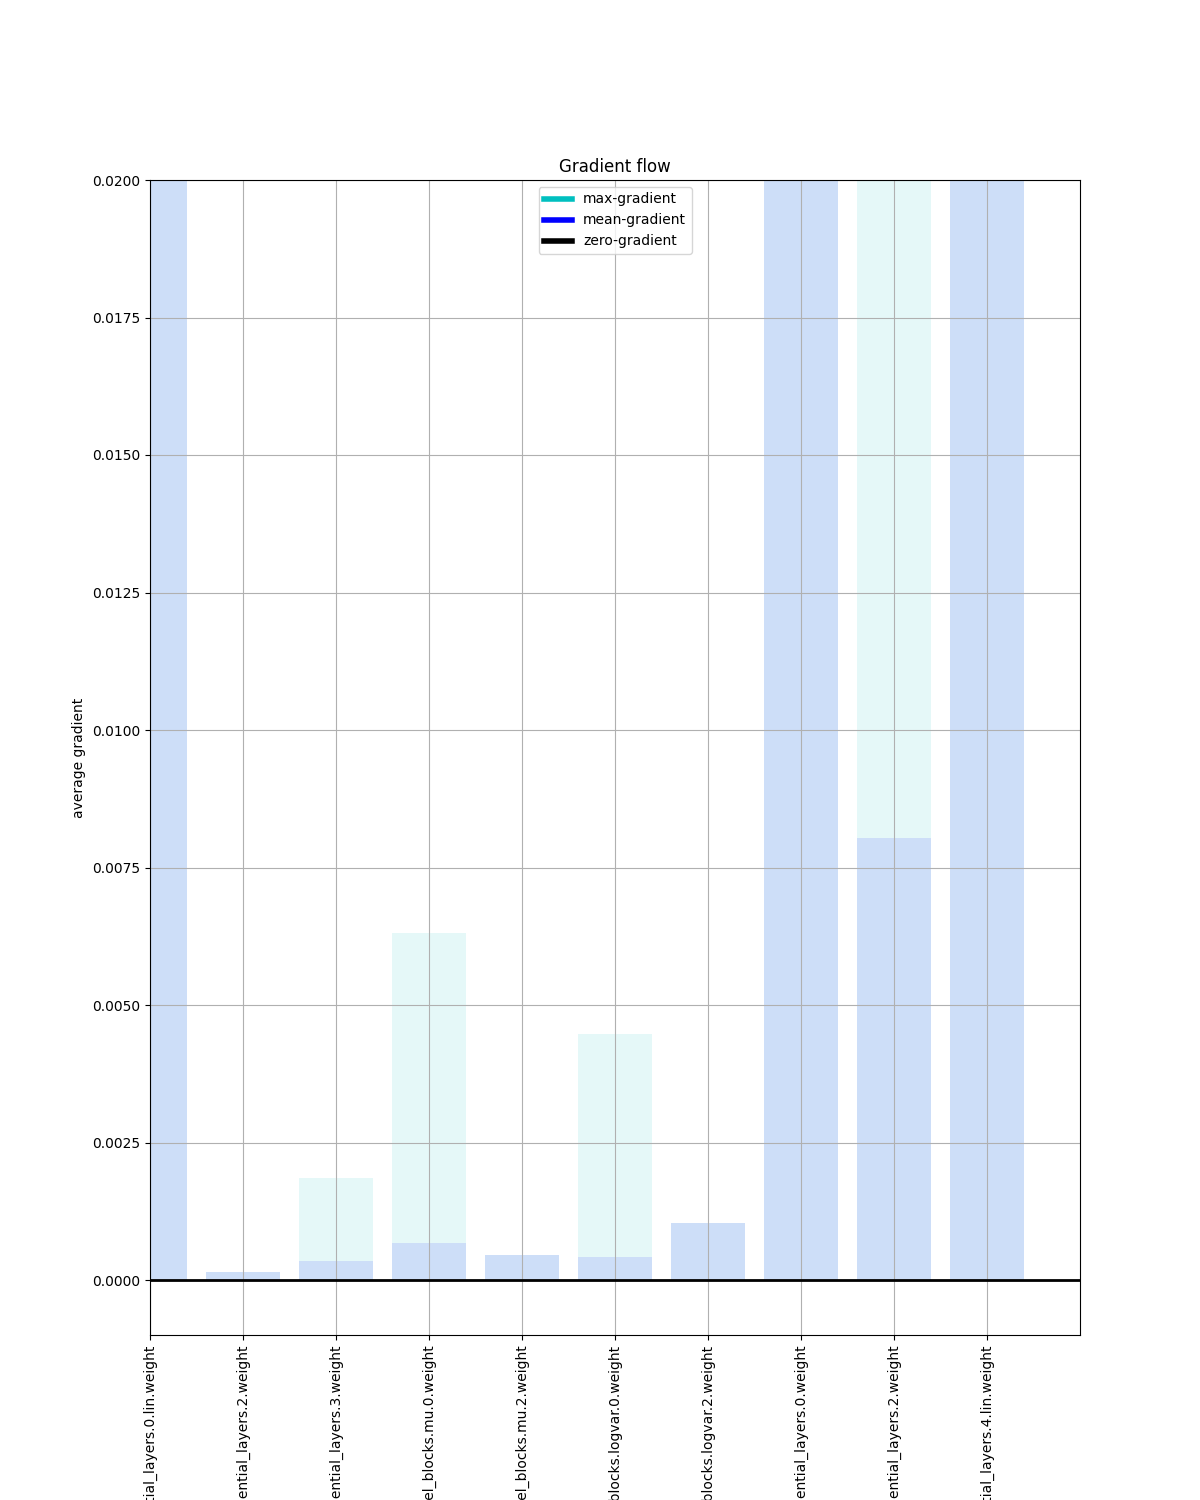 Gradient flow
max-gradient
mean-gradient
zero-gradient
average gradient
0.0200
0.0175
0.0150
0.0125
0.0100
0.0075
0.0050
0.0025
0.0000
tial_layers.0.lin.weight
ential_layers.2.weight
ential_layers.3.weight
el_blocks.mu.0.weight
el_blocks.mu.2.weight
blocks.logvar.0.weight
blocks.logvar.2.weight
ential_layers.0.weight
ential_layers.2.weight
tial_layers.4.lin.weight